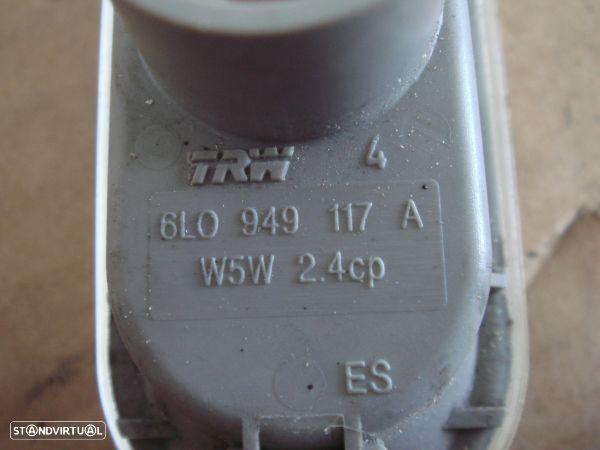 TRW 4
6L0 949 117 A
W5W 2.4cp
ES
STANDVIRTUAL